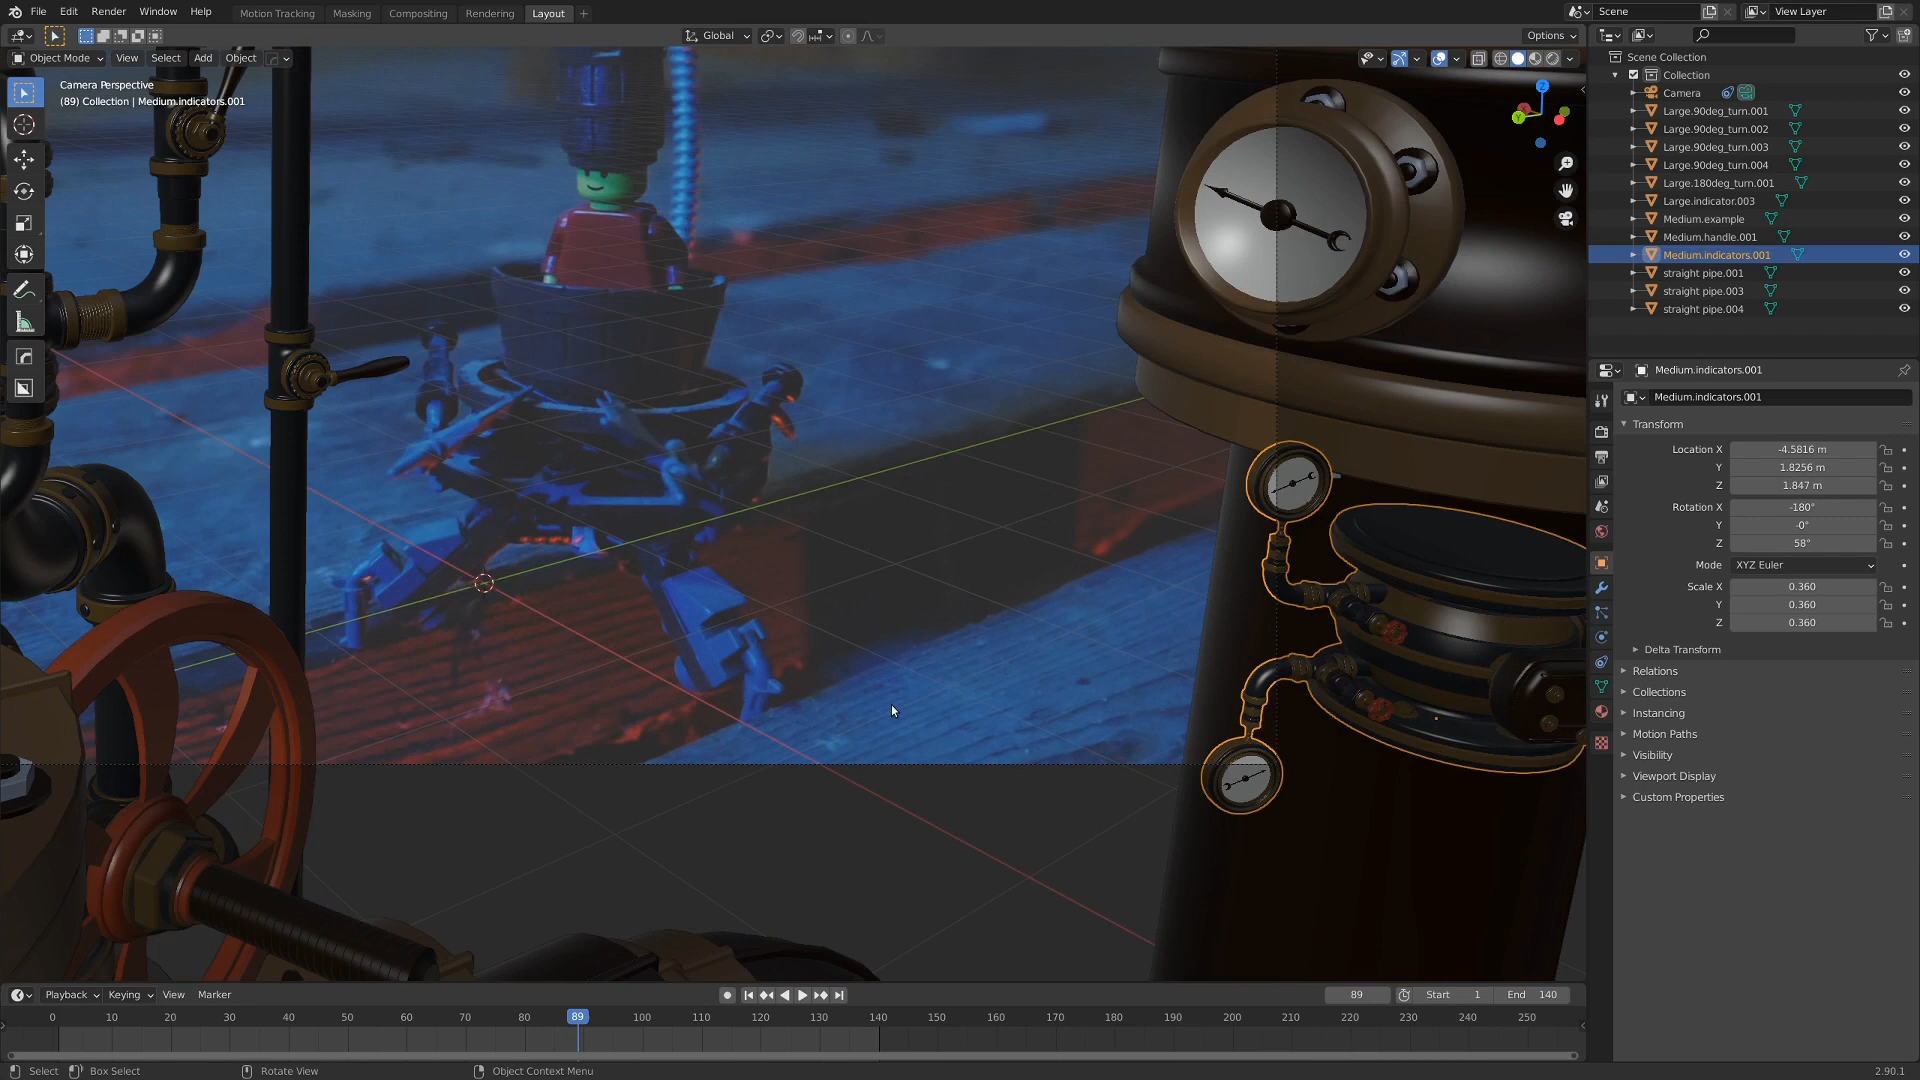 File Edit Render Window Help Motion Tracking Masking Compositing Rendering Layout + Scene View Layer
Global Options
Object Mode View Select Add Object
Camera Perspective
(89) Collection | Medium.indicators.001
Scene Collection
Collection
Camera
Large.90deg_turn.001
Large.90deg_turn.002
Large.90deg_turn.003
Large.90deg_turn.004
Large.180deg_turn.001
Large.indicator.003
Medium.example
Medium.handle.001
Medium.indicators.001
straight pipe.001
straight pipe.003
straight pipe.004
Z
Y
Medium.indicators.001
Medium.indicators.001
Transform
Location X -4.5816 m
Y 1.8256 m
Z 1.847 m
Rotation X -180°
Y -0°
Z 58°
Mode XYZ Euler
Scale X 0.360
Y 0.360
Z 0.360
Delta Transform
Relations
Collections
Instancing
Motion Paths
Visibility
Viewport Display
Custom Properties
Playback Keying View Marker 89 Start 1 End 140
0 10 20 30 40 50 60 70 80 89 100 110 120 130 140 150 160 170 180 190 200 210 220 230 240 250
Select Box Select Rotate View Object Context Menu 2.90.1